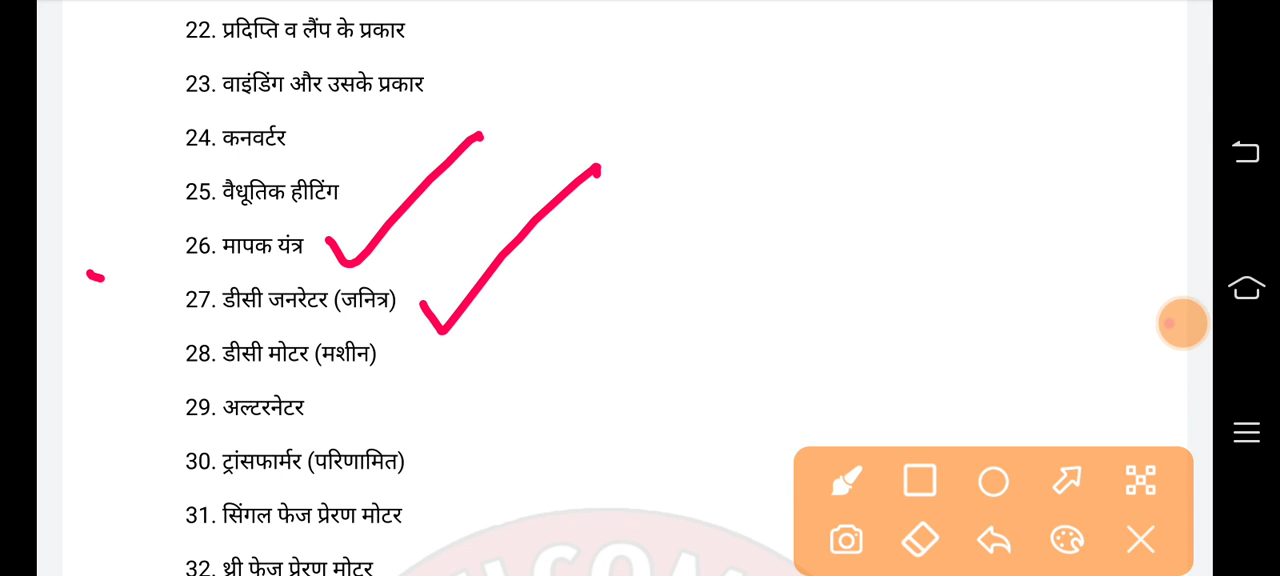 22. प्रदिप्ति व लैंप के प्रकार
23. वाइंडिंग और उसके प्रकार
24. कनवर्टर
25. वैधूतिक हीटिंग
26. मापक यंत्र
27. डीसी जनरेटर (जनित्र)
28. डीसी मोटर (मशीन)
29. अल्टरनेटर
30. ट्रांसफार्मर (परिणामित)
31. सिंगल फेज प्रेरण मोटर
32. थ्री फेज प्रेरण मोटर